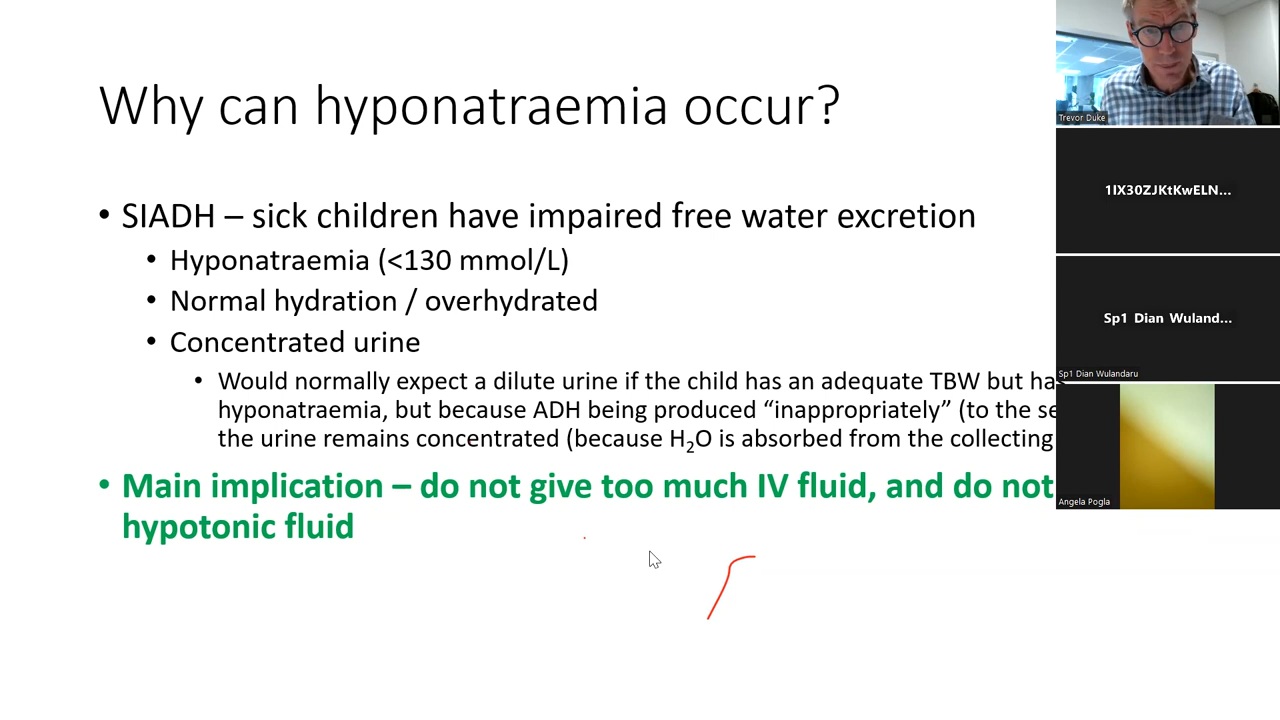 Why can hyponatraemia occur?
• SIADH – sick children have impaired free water excretion
• Hyponatraemia (<130 mmol/L)
• Normal hydration / overhydrated
• Concentrated urine
• Would normally expect a dilute urine if the child has an adequate TBW but ha
hyponatraemia, but because ADH being produced “inappropriately” (to the se
the urine remains concentrated (because H₂O is absorbed from the collecting
• Main implication – do not give too much IV fluid, and do not
hypotonic fluid
Trevor Duke
1IX30ZJKtKwELN...
Sp1 Dian Wuland...
Sp1 Dian Wulandaru
Angela Pogla